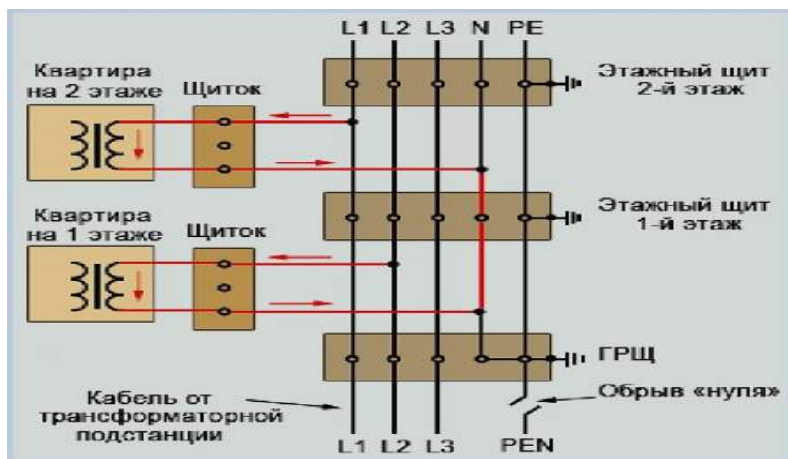 L1 L2 L3 N PE
Квартира
на 2 этаже
Щиток
Этажный щит
2-й этаж
Квартира
на 1 этаже
Щиток
Этажный щит
1-й этаж
ГРЩ
Кабель от
трансформаторной
подстанции
Обрыв «нуля»
L1 L2 L3 PEN